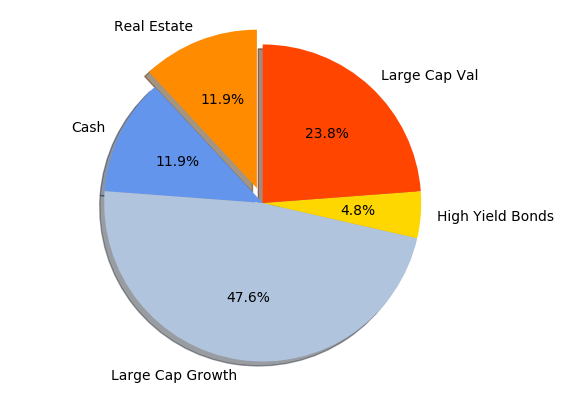 Real Estate
11.9%
Large Cap Val
23.8%
Cash
11.9%
High Yield Bonds
4.8%
47.6%
Large Cap Growth